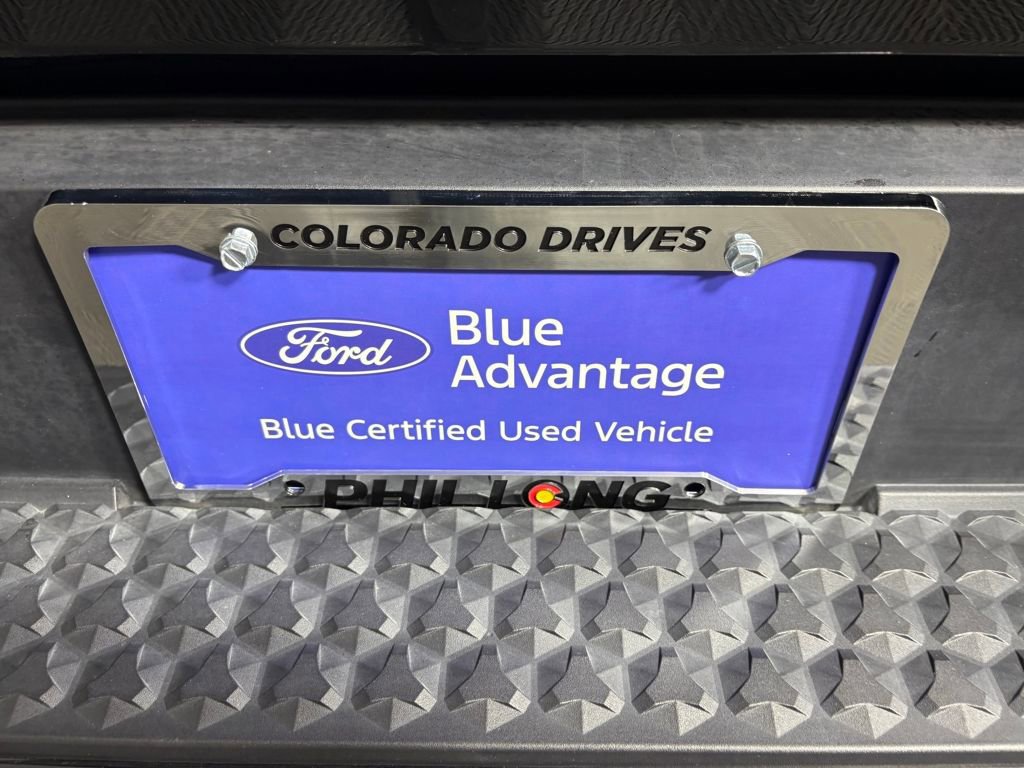 COLORADO DRIVES
Ford
Blue
Advantage
Blue Certified Used Vehicle
PHIL LONG